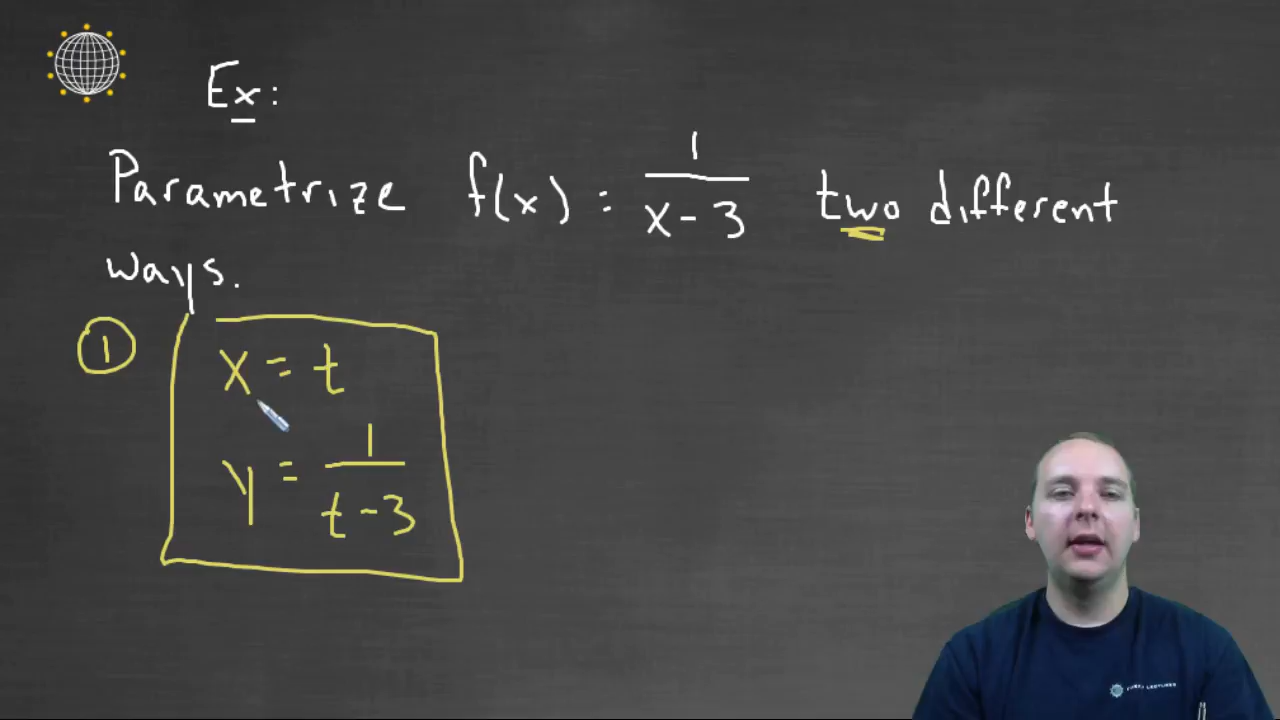 Ex:
Parametrize f(x) = 1/(x-3) two different
ways.
① x = t
y = 1/(t-3)